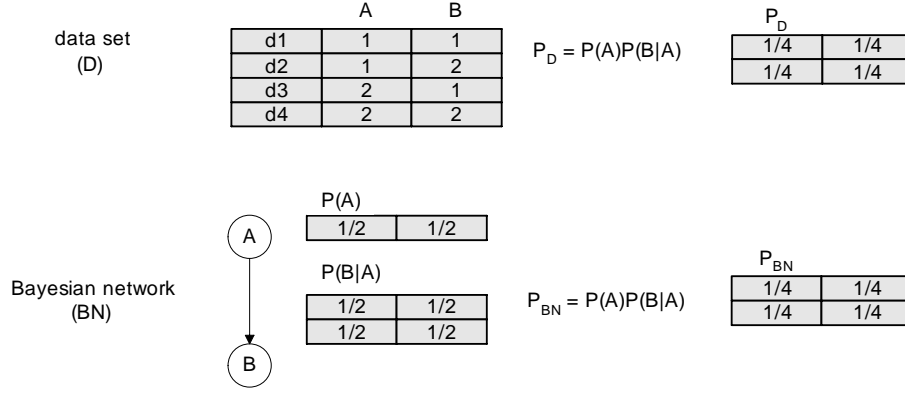 A B
data set
(D)
d1 1 1
d2 1 2
d3 2 1
d4 2 2
P_D = P(A)P(B|A)
P_D
1/4 1/4
1/4 1/4
A
B
P(A)
1/2 1/2
P(B|A)
1/2 1/2
1/2 1/2
Bayesian network
(BN)
P_BN = P(A)P(B|A)
P_BN
1/4 1/4
1/4 1/4